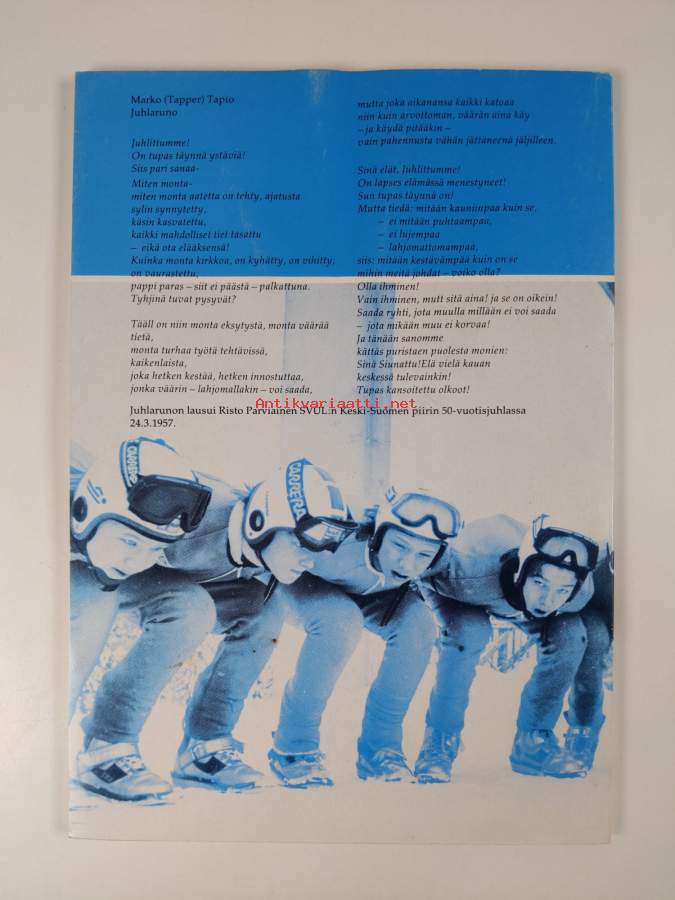 Marko (Tapper) Tapio
Juhlaruno
Juhlittumme!
On tupas täynnä ystäviä!
Siis pari sanaa-
Miten monta-
miten monta aatetta on tehty, ajatusta
sylin synnytetty,
käsin kasvatettu,
kaikki mahdolliset tiet tasattu
– eikä ota elääksensä!
Kuinka monta kirkkoa, on kyhätty, on vihitty,
on vaurastettu,
pappi paras – siit ei päästä – palkattuna.
Tyhjinä tuvat pysyvät?
Tääll on niin monta eksytystä, monta väärää
tietä,
monta turhaa työtä tehtävissä,
kaikenlaista,
joka hetken kestää, hetken innostuttaa,
jonka väärin – lahjomallakin – voi saada,
mutta joka aikanansa kaikki katoaa
niin kuin arvottoman, väärän aina käy
– ja käydä pitääkin –
vain pahennusta vähän jättäneenä jäljilleen.
Sinä elät, Juhlittumme!
On lapses elämässä menestyneet!
Sun tupas täynnä on!
Mutta tiedä: mitään kauniinpaa kuin se,
– ei mitään puhtaampaa,
– ei lujempaa
– lahjomattomampaa,
siis: mitään kestävämpää kuin on se
mihin meitä johdat – voiko olla?
Olla ihminen!
Vain ihminen, mutt sitä aina! ja se on oikein!
Saada ryhti, jota muulla millään ei voi saada
– jota mikään muu ei korvaa!
Ja tänään sanomme
kättäs puristaen puolesta monien:
Sinä Siunattu!Elä vielä kauan
keskessä tulevainkin!
Tupas kansoitettu olkoot!
Juhlarunon lausui Risto Parviainen SVUL:n Keski-Suomen piirin 50-vuotisjuhlassa
24.3.1957.
Antikvariaatti.net
CARRERA
CARRERA